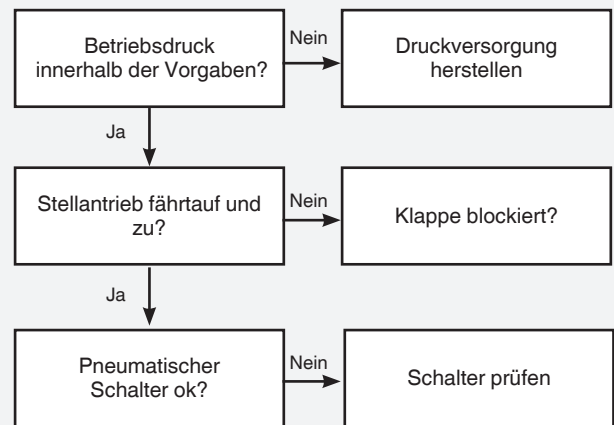 Betriebsdruck
innerhalb der Vorgaben?
Nein
Druckversorgung
herstellen
Ja
Stellantrieb fährtauf und
zu?
Nein
Klappe blockiert?
Ja
Pneumatischer
Schalter ok?
Nein
Schalter prüfen